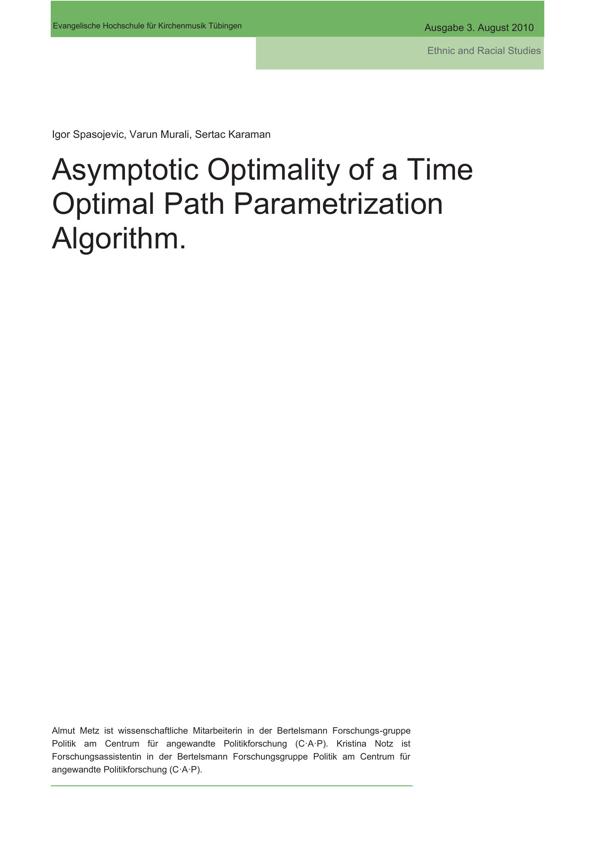 Evangelische Hochschule für Kirchenmusik Tübingen
Ausgabe 3. August 2010
Ethnic and Racial Studies
Igor Spasojevic, Varun Murali, Sertac Karaman
Asymptotic Optimality of a Time
Optimal Path Parametrization
Algorithm.
Almut Metz ist wissenschaftliche Mitarbeiterin in der Bertelsmann Forschungs-gruppe
Politik am Centrum für angewandte Politikforschung (C·A·P). Kristina Notz ist
Forschungsassistentin in der Bertelsmann Forschungsgruppe Politik am Centrum für
angewandte Politikforschung (C·A·P).